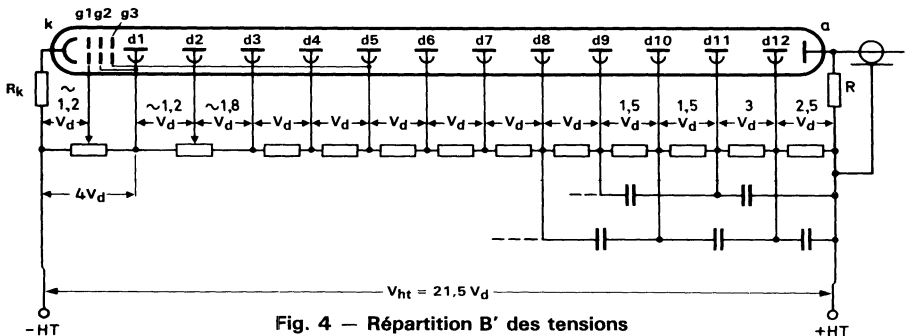 k g1 g2 g3 d1 d2 d3 d4 d5 d6 d7 d8 d9 d10 d11 d12 a
Rk ~ 1,2 Vd ~1,2 Vd ~1,8 Vd Vd Vd Vd Vd Vd Vd Vd 1,5 Vd 1,5 Vd 3 Vd 2,5 Vd R
4Vd
Vht = 21,5 Vd
-HT +HT
Fig. 4 — Répartition B' des tensions